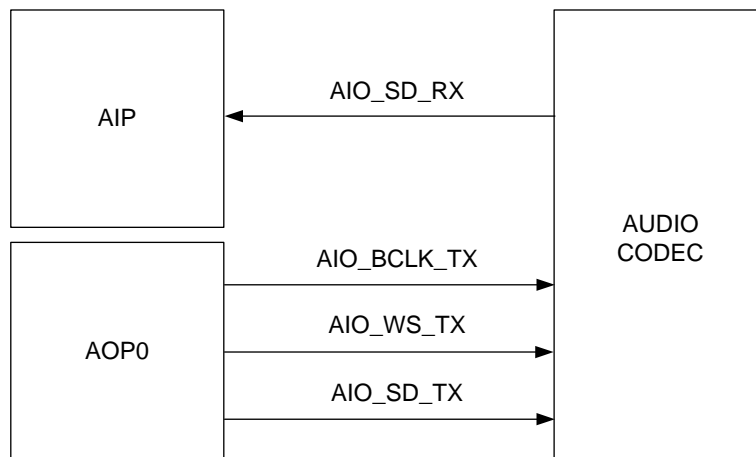 AIP
AIO_SD_RX
AUDIO
CODEC
AOP0
AIO_BCLK_TX
AIO_WS_TX
AIO_SD_TX